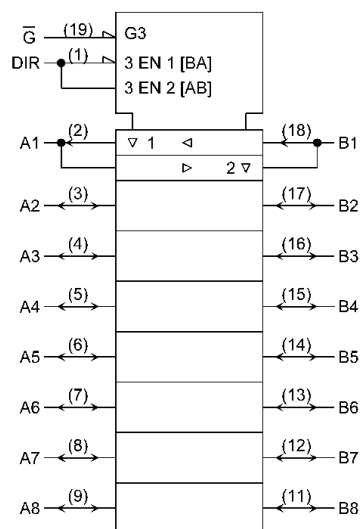 G̅ (19) G3
DIR (1) 3 EN 1 [BA]
3 EN 2 [AB]
A1 (2) ▽ 1 ◁ (18) B1
▷ 2 ▽
A2 (3) (17) B2
A3 (4) (16) B3
A4 (5) (15) B4
A5 (6) (14) B5
A6 (7) (13) B6
A7 (8) (12) B7
A8 (9) (11) B8